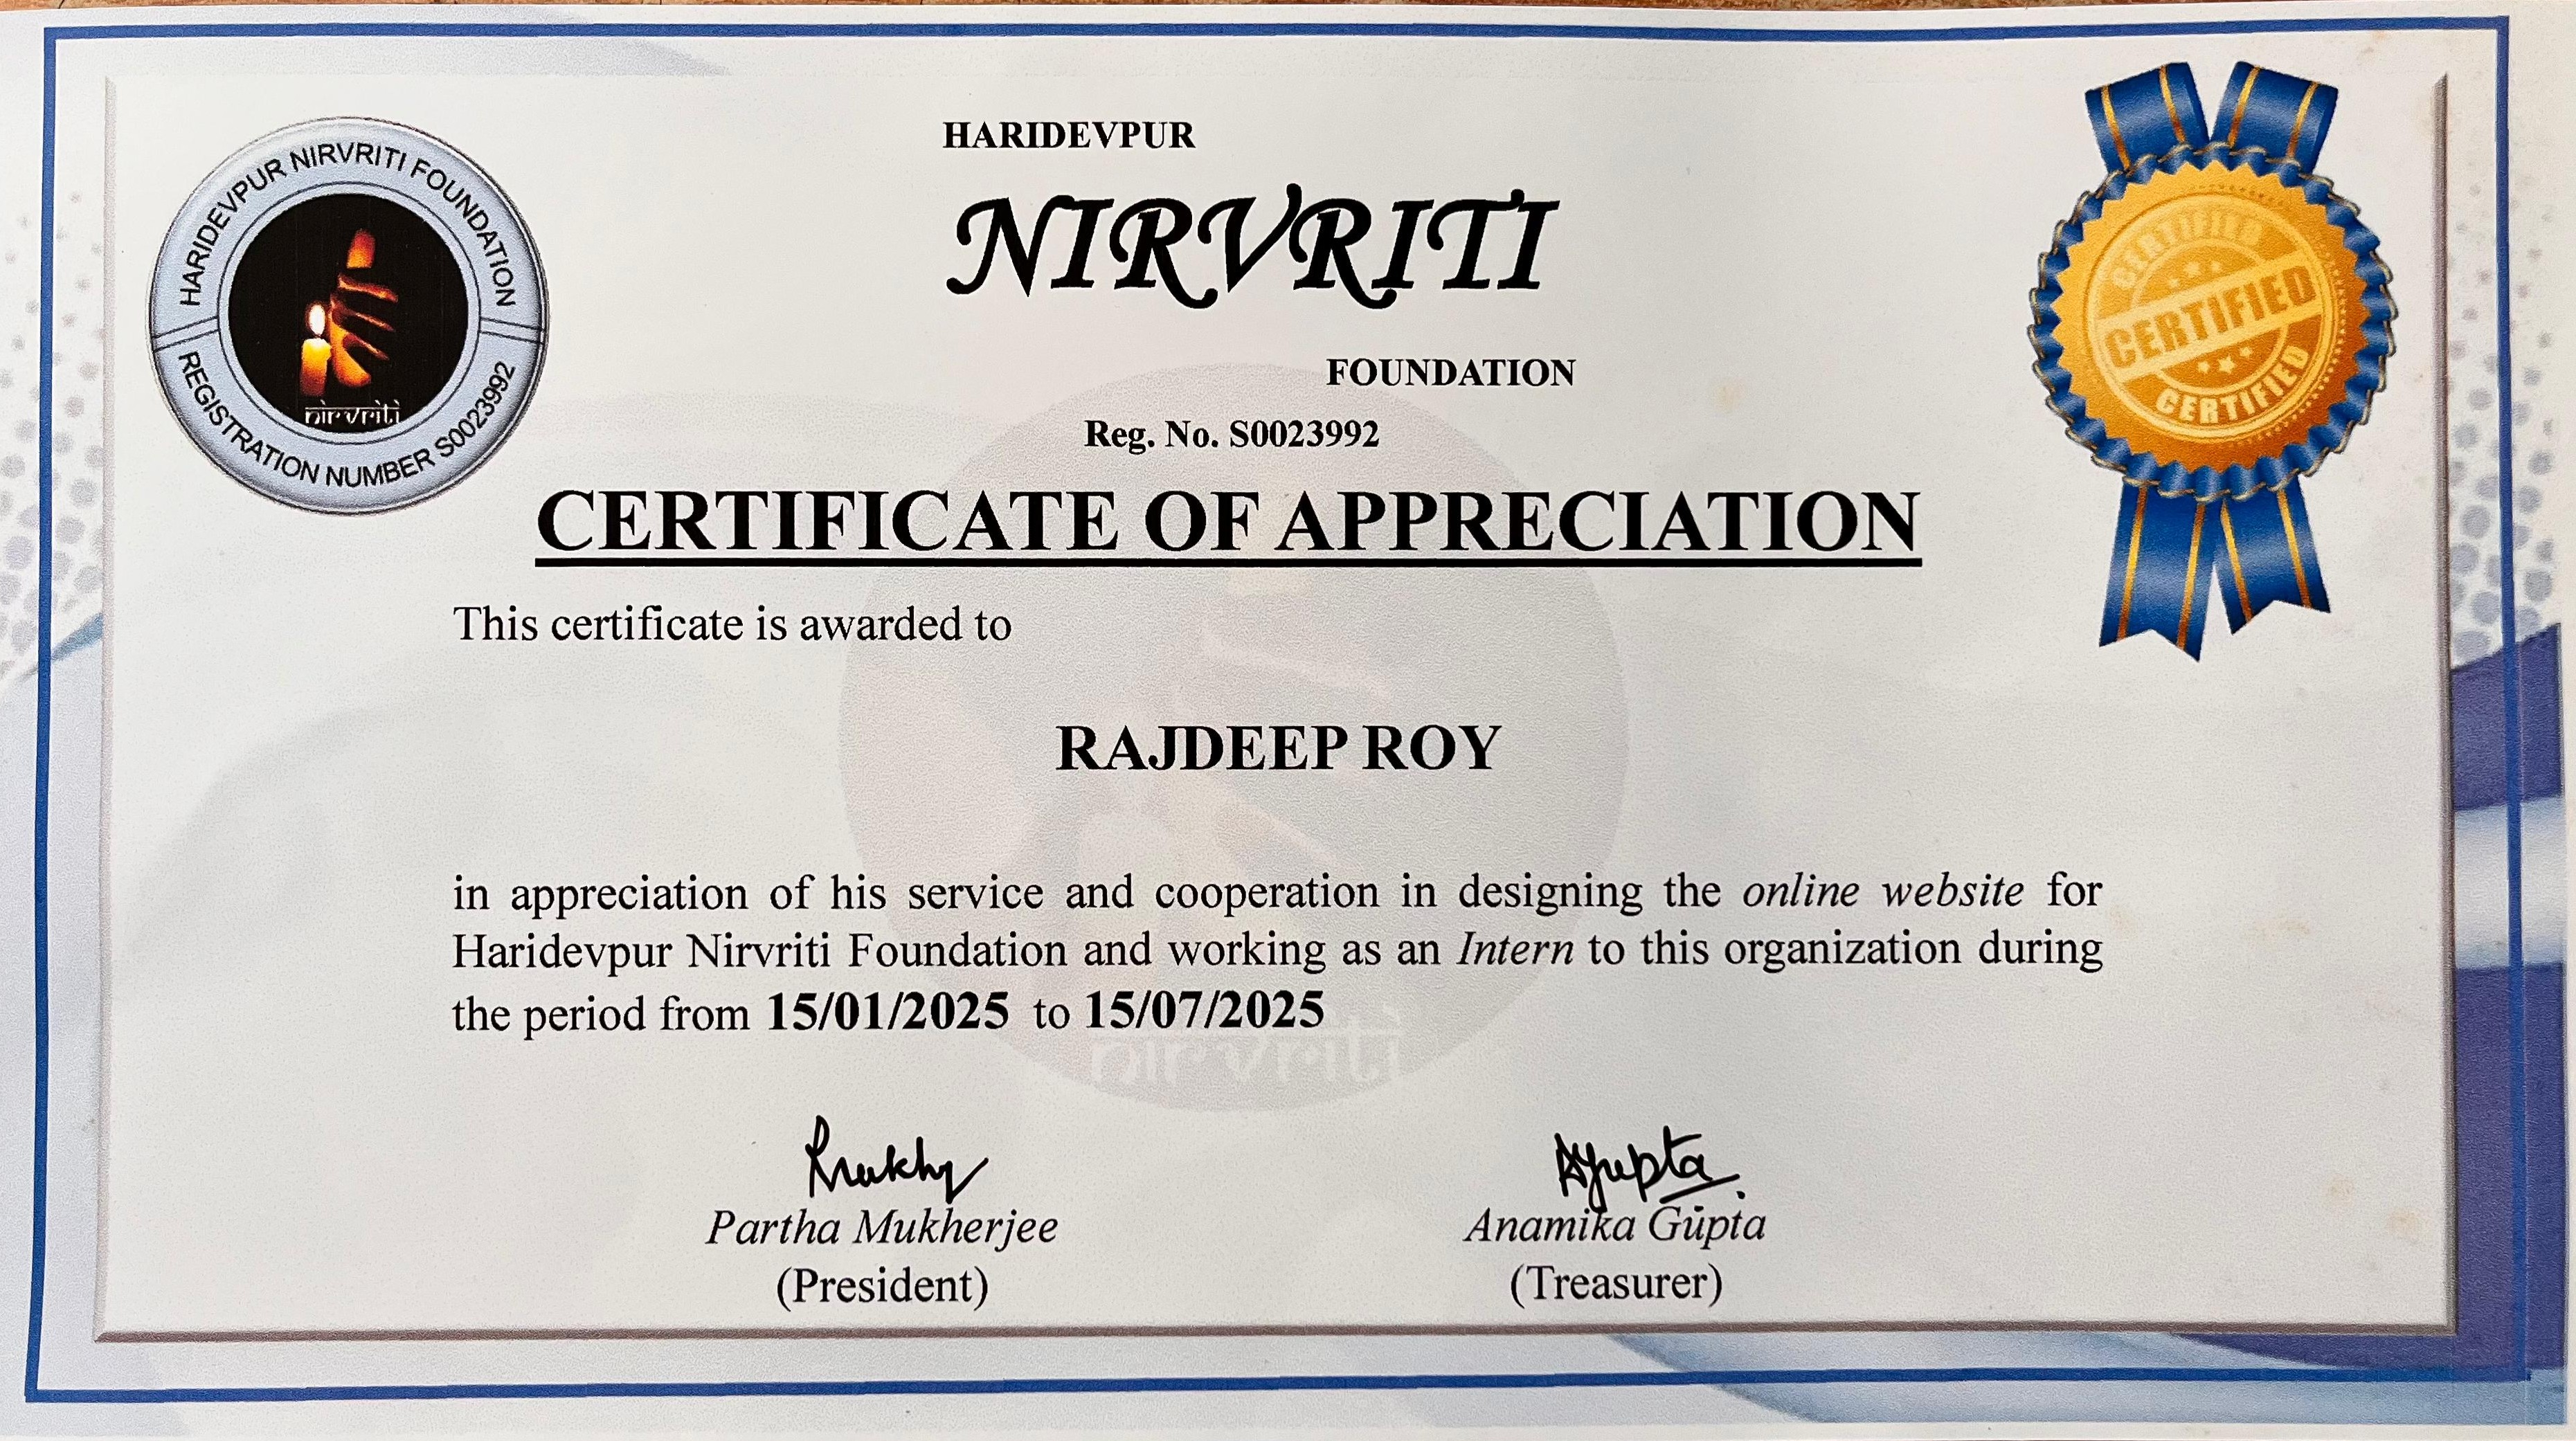 HARIDEVPUR NIRVRITI FOUNDATION
REGISTRATION NUMBER S0023992
nirvriti
HARIDEVPUR
NIRVRITI
FOUNDATION
Reg. No. S0023992
CERTIFIED
CERTIFIED
CERTIFIED
CERTIFICATE OF APPRECIATION
This certificate is awarded to
RAJDEEP ROY
in appreciation of his service and cooperation in designing the online website for
Haridevpur Nirvriti Foundation and working as an Intern to this organization during
the period from 15/01/2025 to 15/07/2025
nirvriti
AGupta
Partha Mukherjee
Anamika Gupta
(President)
(Treasurer)